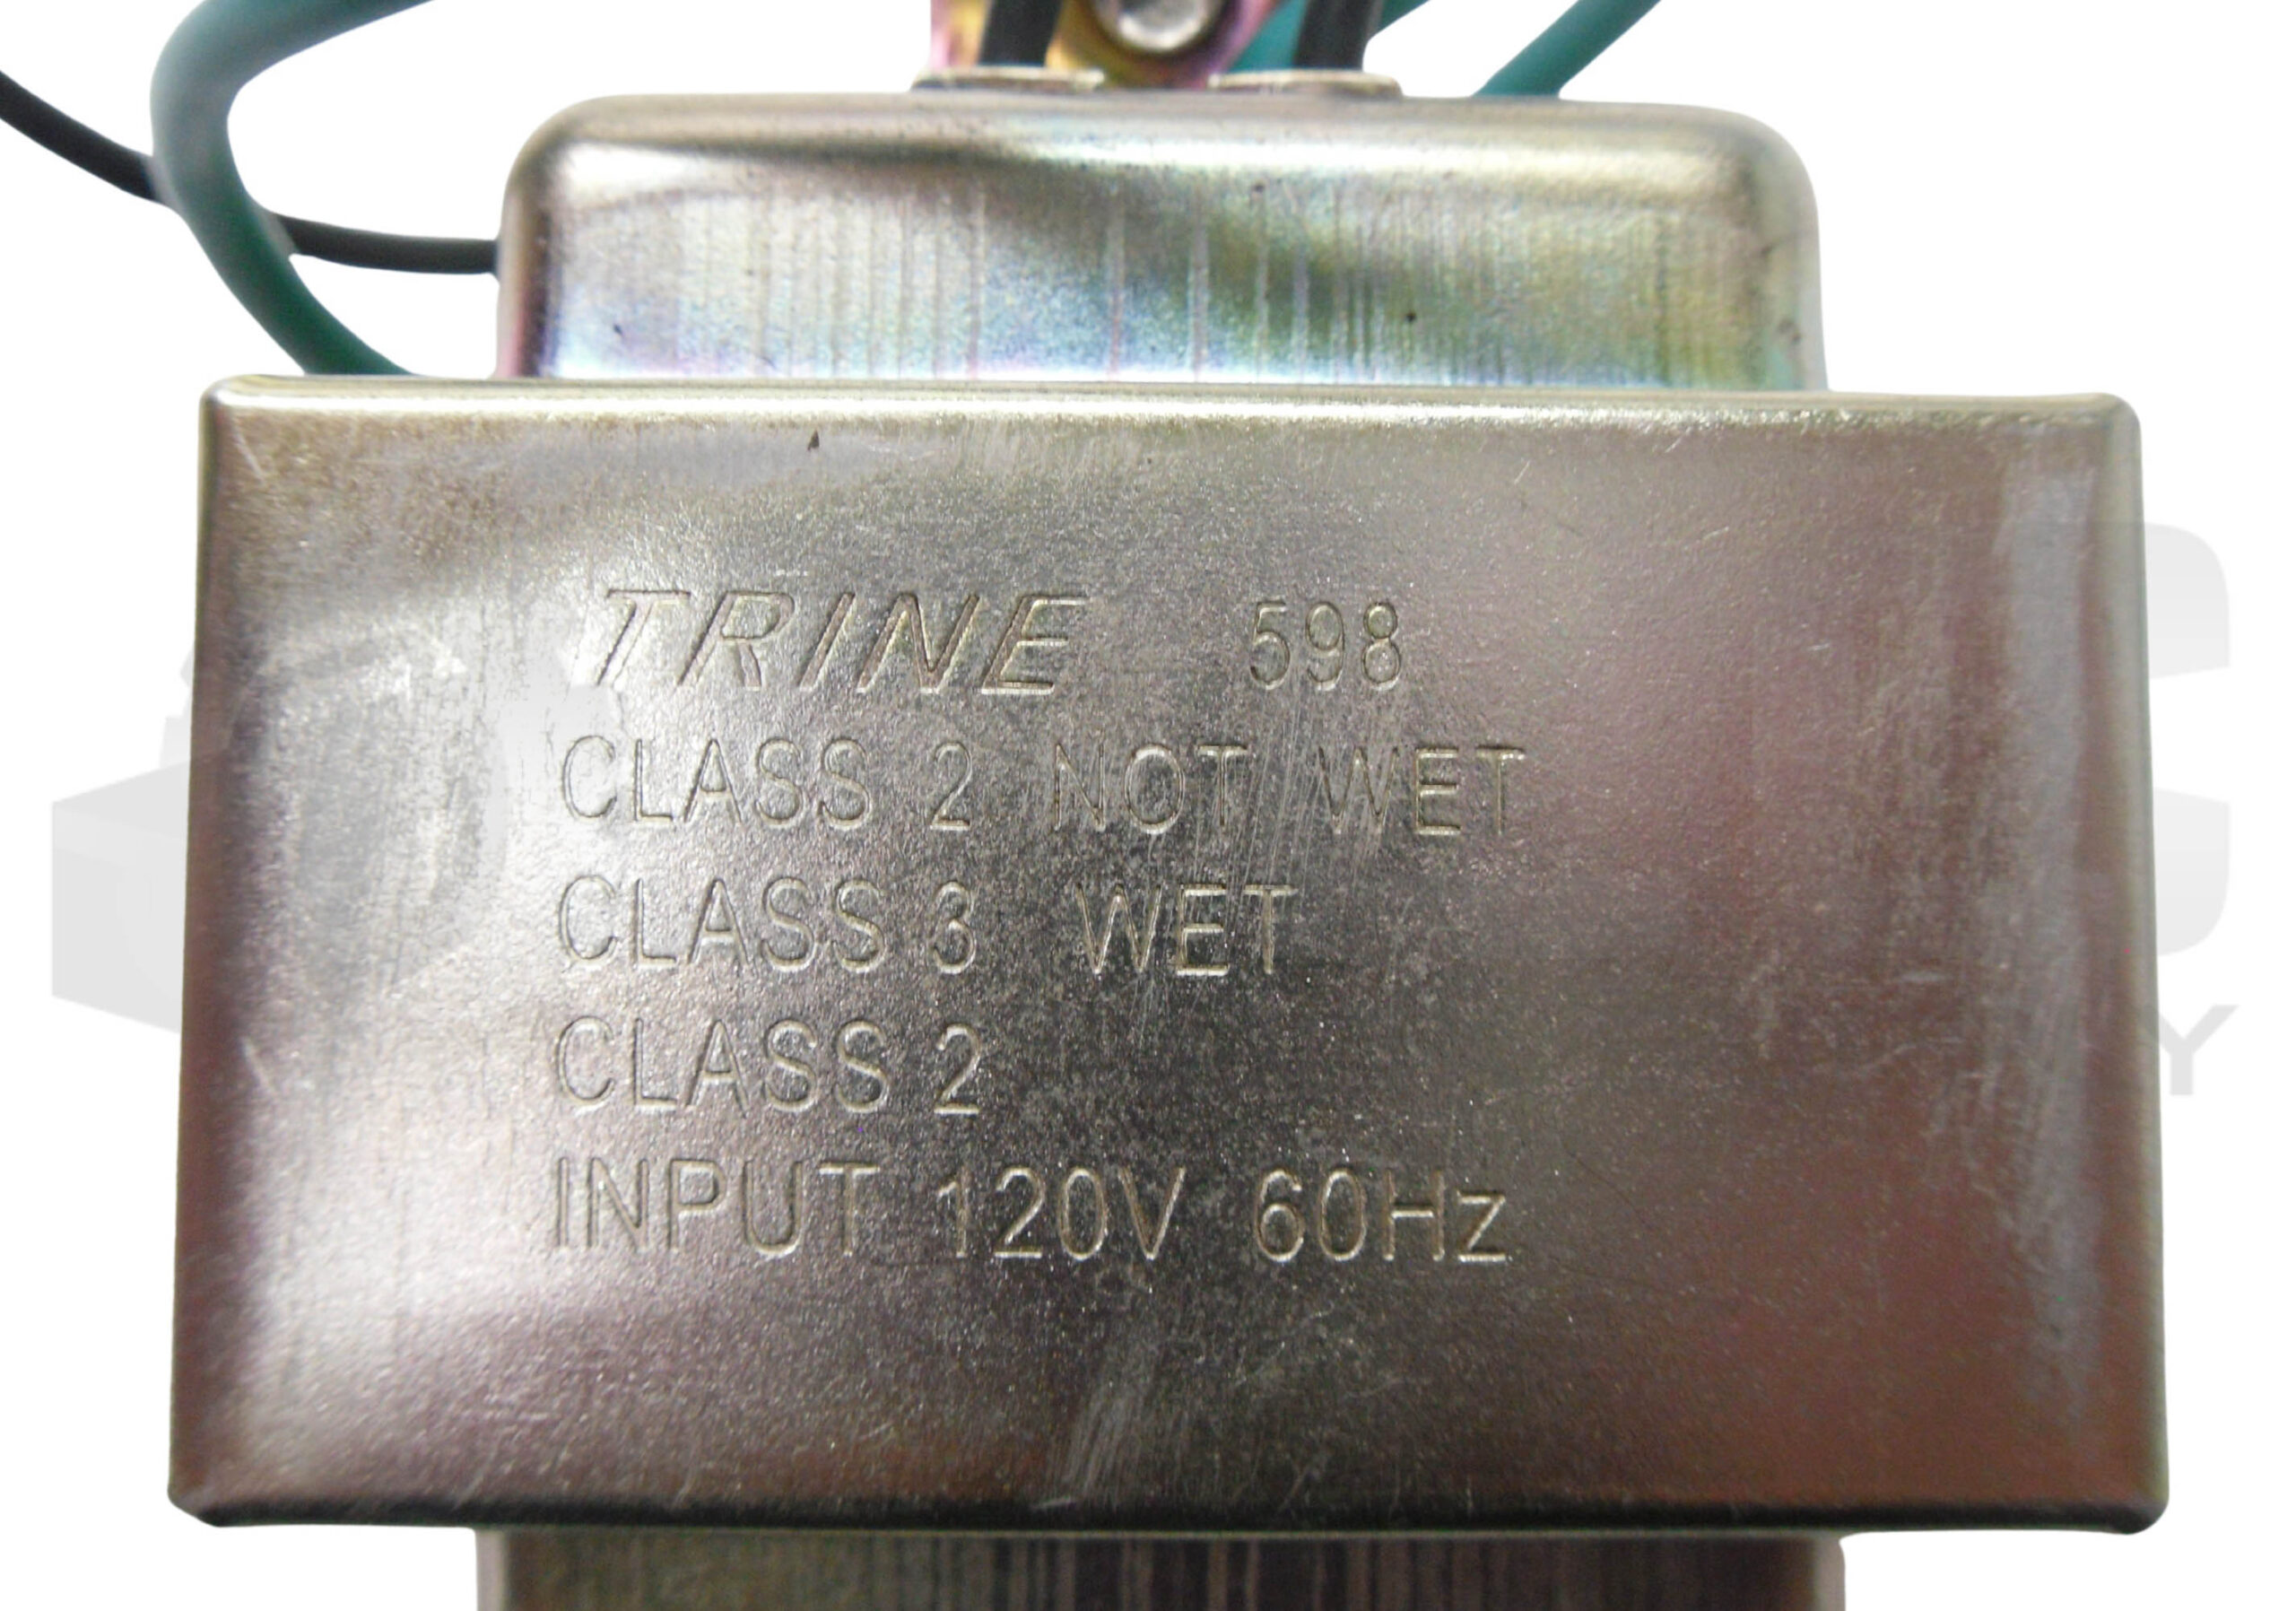 TRINE 598
CLASS 2 NOT WET
CLASS 3 WET
CLASS 2
INPUT 120V 60Hz